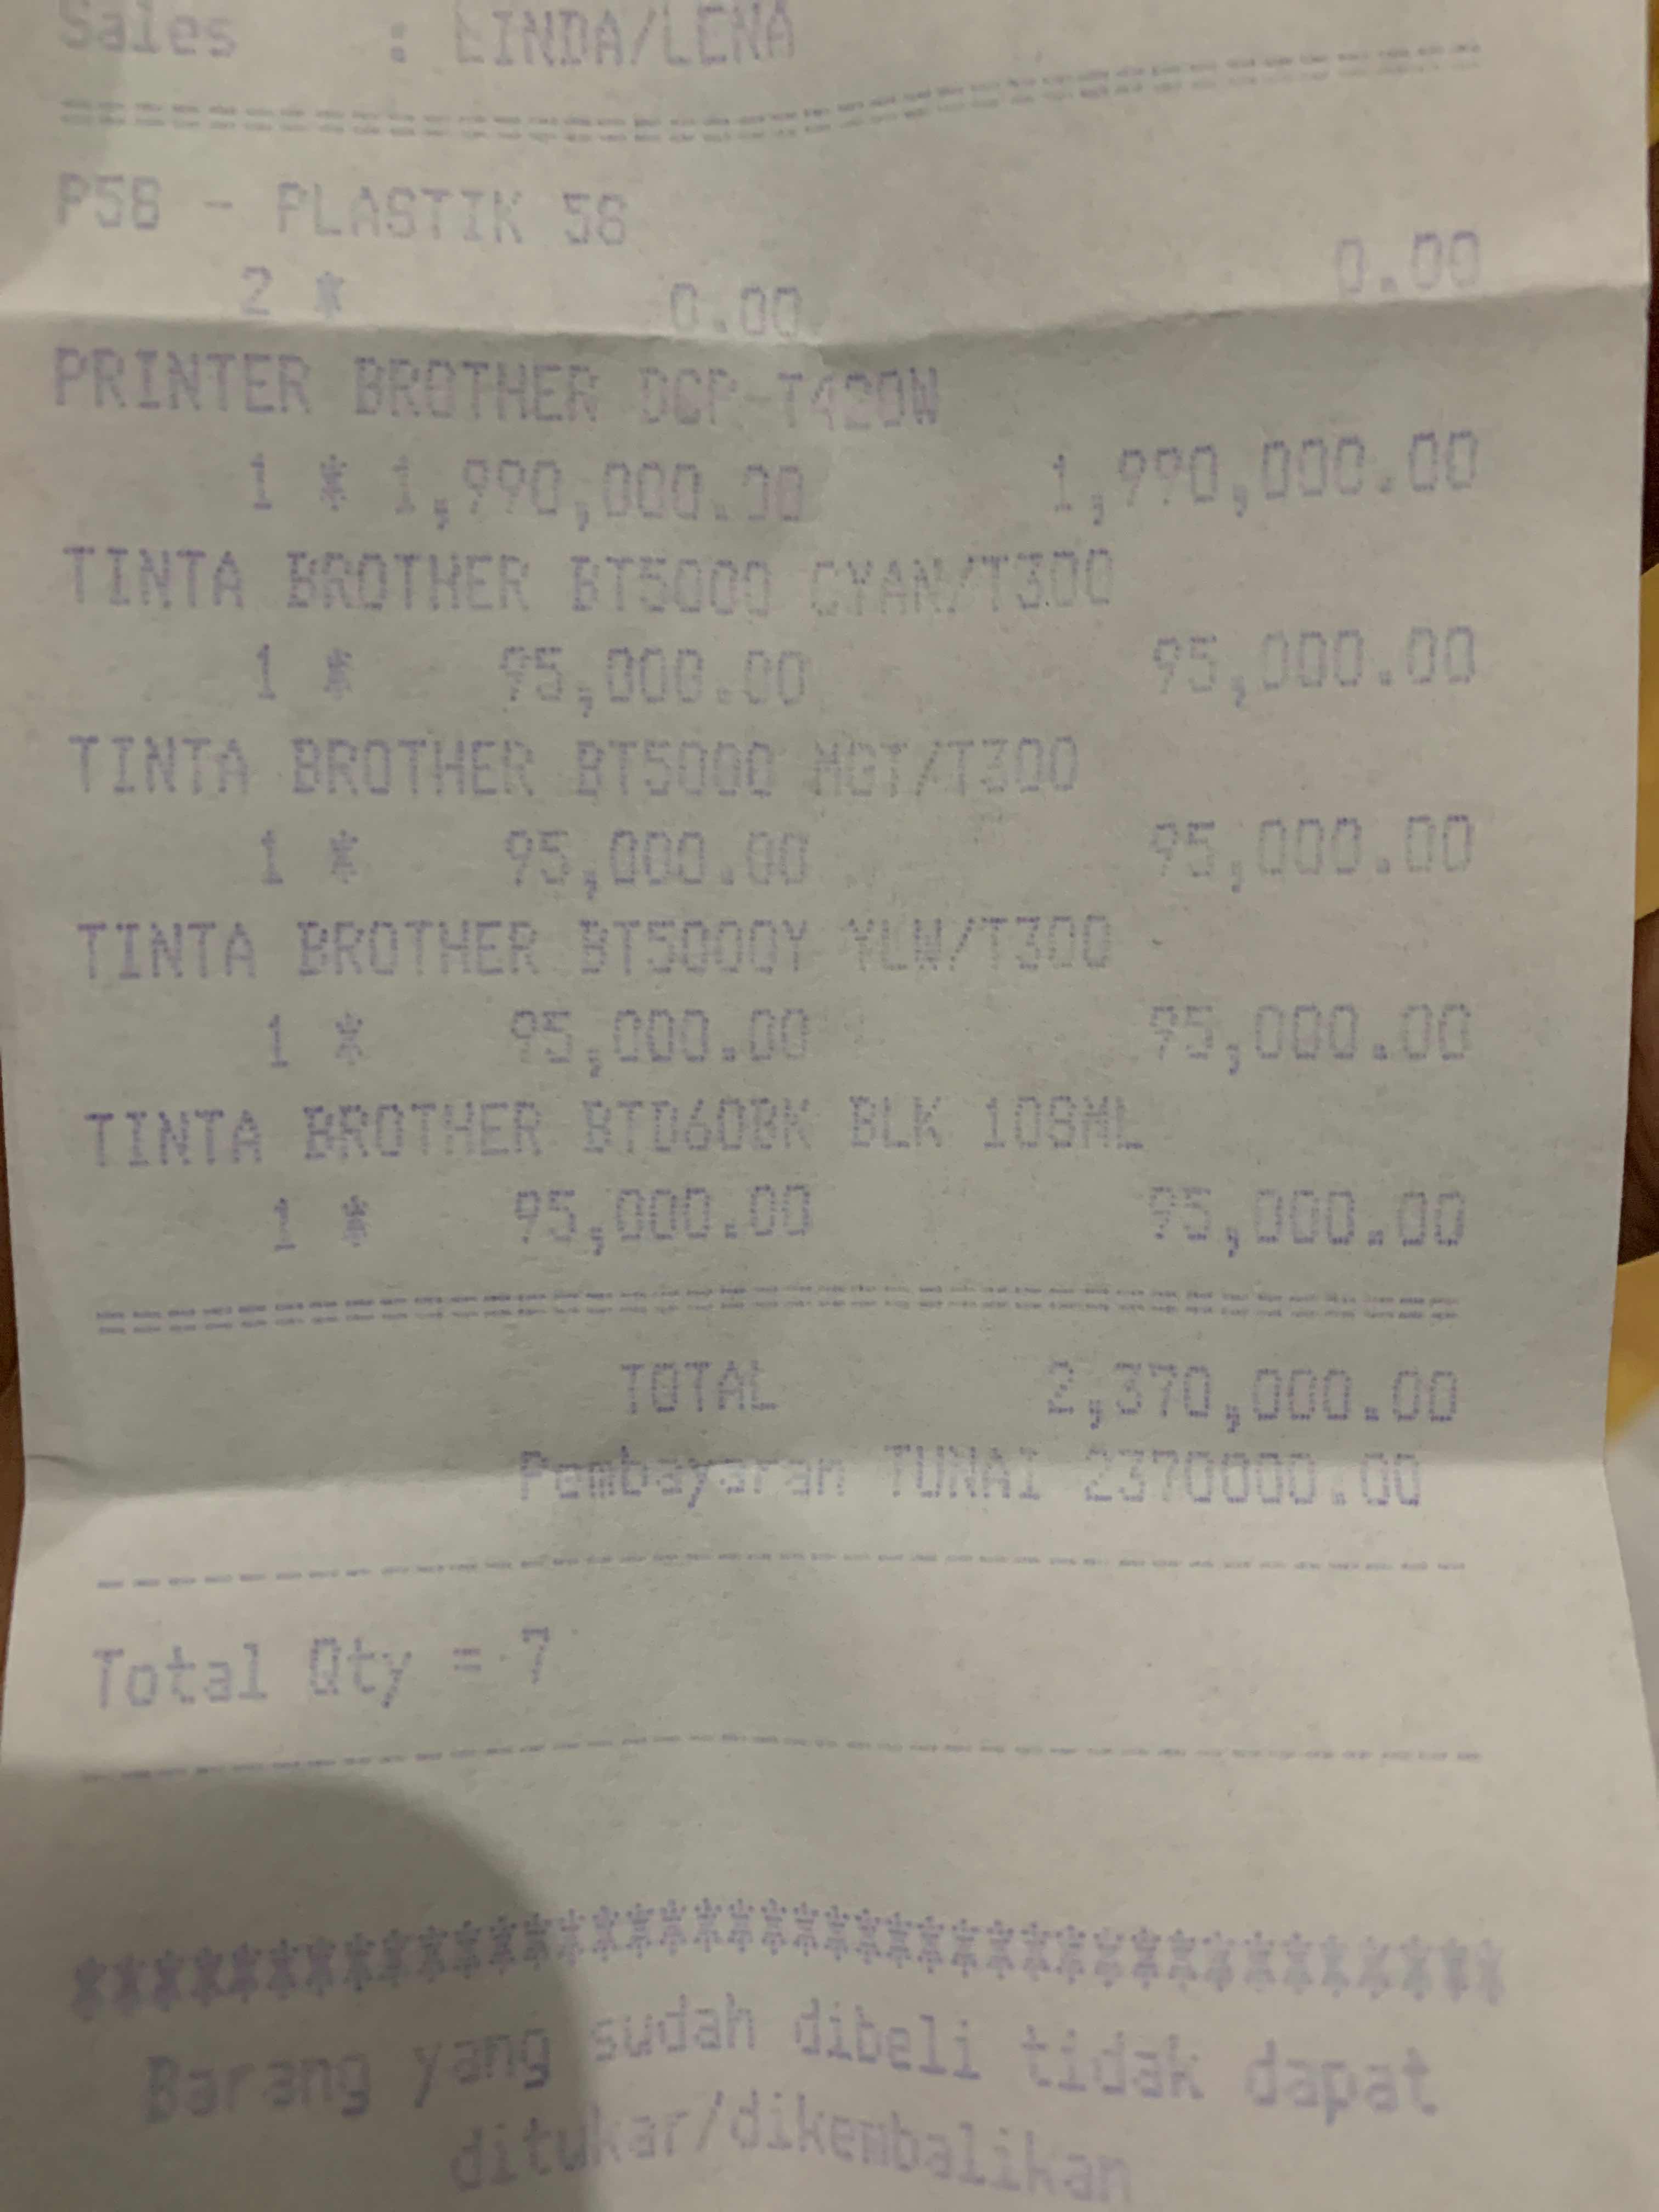 Sales : LINDA/LENA
================================
P58 - PLASTIK 58
2 * 0.00 0.00
PRINTER BROTHER DCP-T420W
1 * 1,990,000.00 1,990,000.00
TINTA BROTHER BT5000 CYAN/T300
1 * 95,000.00 95,000.00
TINTA BROTHER BT5000 MGT/T300
1 * 95,000.00 95,000.00
TINTA BROTHER BT5000Y YLW/T300
1 * 95,000.00 95,000.00
TINTA BROTHER BTD60BK BLK 108ML
1 * 95,000.00 95,000.00
================================
TOTAL 2,370,000.00
Pembayaran TUNAI 2370000.00
--------------------------------
Total Qty = 7
--------------------------------
****************************************
Barang yang sudah dibeli tidak dapat
ditukar/dikembalikan